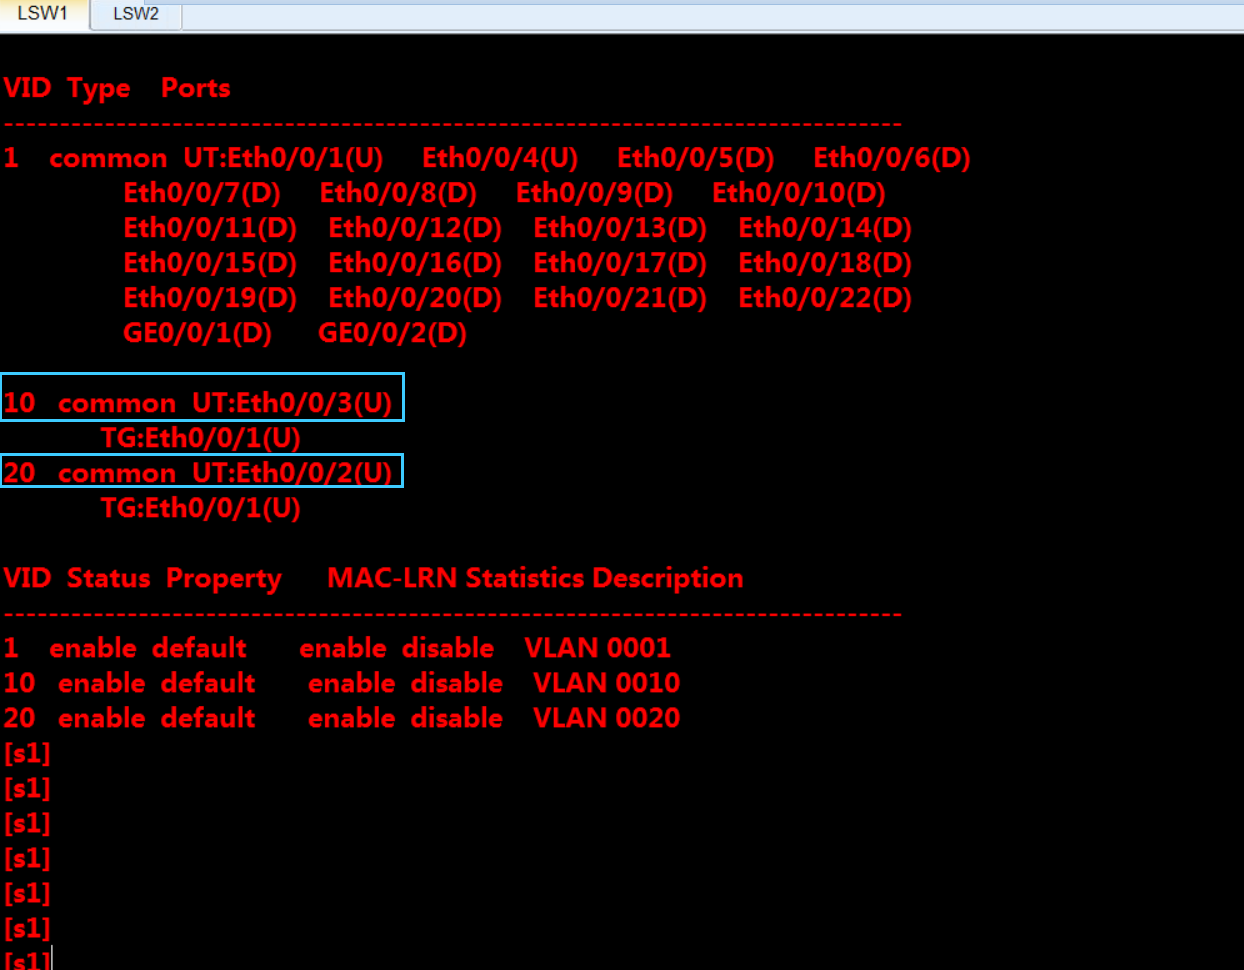 LSW1 LSW2
VID Type Ports
--------------------------------------------------------------------------------
1 common UT:Eth0/0/1(U) Eth0/0/4(U) Eth0/0/5(D) Eth0/0/6(D)
Eth0/0/7(D) Eth0/0/8(D) Eth0/0/9(D) Eth0/0/10(D)
Eth0/0/11(D) Eth0/0/12(D) Eth0/0/13(D) Eth0/0/14(D)
Eth0/0/15(D) Eth0/0/16(D) Eth0/0/17(D) Eth0/0/18(D)
Eth0/0/19(D) Eth0/0/20(D) Eth0/0/21(D) Eth0/0/22(D)
GE0/0/1(D) GE0/0/2(D)
10 common UT:Eth0/0/3(U)
TG:Eth0/0/1(U)
20 common UT:Eth0/0/2(U)
TG:Eth0/0/1(U)
VID Status Property MAC-LRN Statistics Description
--------------------------------------------------------------------------------
1 enable default enable disable VLAN 0001
10 enable default enable disable VLAN 0010
20 enable default enable disable VLAN 0020
[s1]
[s1]
[s1]
[s1]
[s1]
[s1]
[s1]